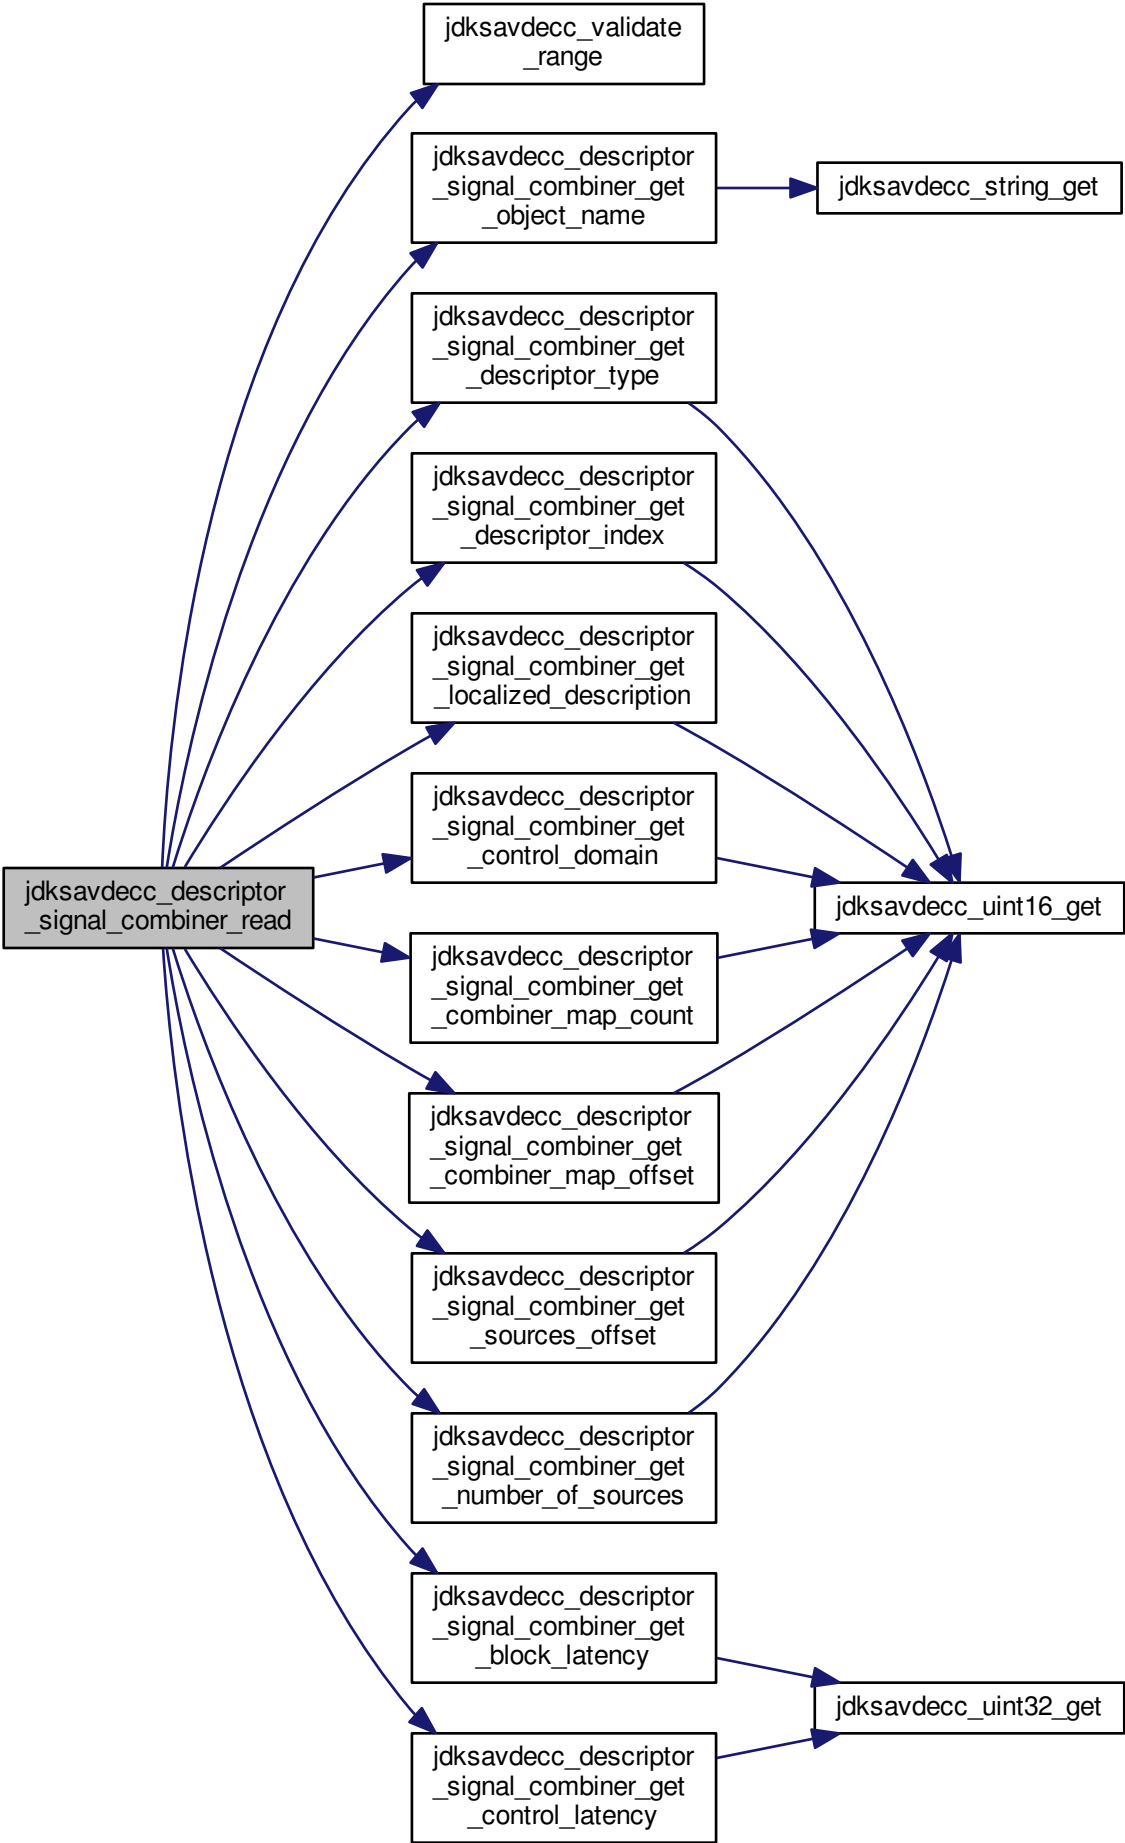 jdksavdecc_validate
_range
jdksavdecc_descriptor
_signal_combiner_get
_object_name
jdksavdecc_string_get
jdksavdecc_descriptor
_signal_combiner_get
_descriptor_type
jdksavdecc_descriptor
_signal_combiner_get
_descriptor_index
jdksavdecc_descriptor
_signal_combiner_get
_localized_description
jdksavdecc_descriptor
_signal_combiner_get
_control_domain
jdksavdecc_descriptor
_signal_combiner_read
jdksavdecc_uint16_get
jdksavdecc_descriptor
_signal_combiner_get
_combiner_map_count
jdksavdecc_descriptor
_signal_combiner_get
_combiner_map_offset
jdksavdecc_descriptor
_signal_combiner_get
_sources_offset
jdksavdecc_descriptor
_signal_combiner_get
_number_of_sources
jdksavdecc_descriptor
_signal_combiner_get
_block_latency
jdksavdecc_uint32_get
jdksavdecc_descriptor
_signal_combiner_get
_control_latency